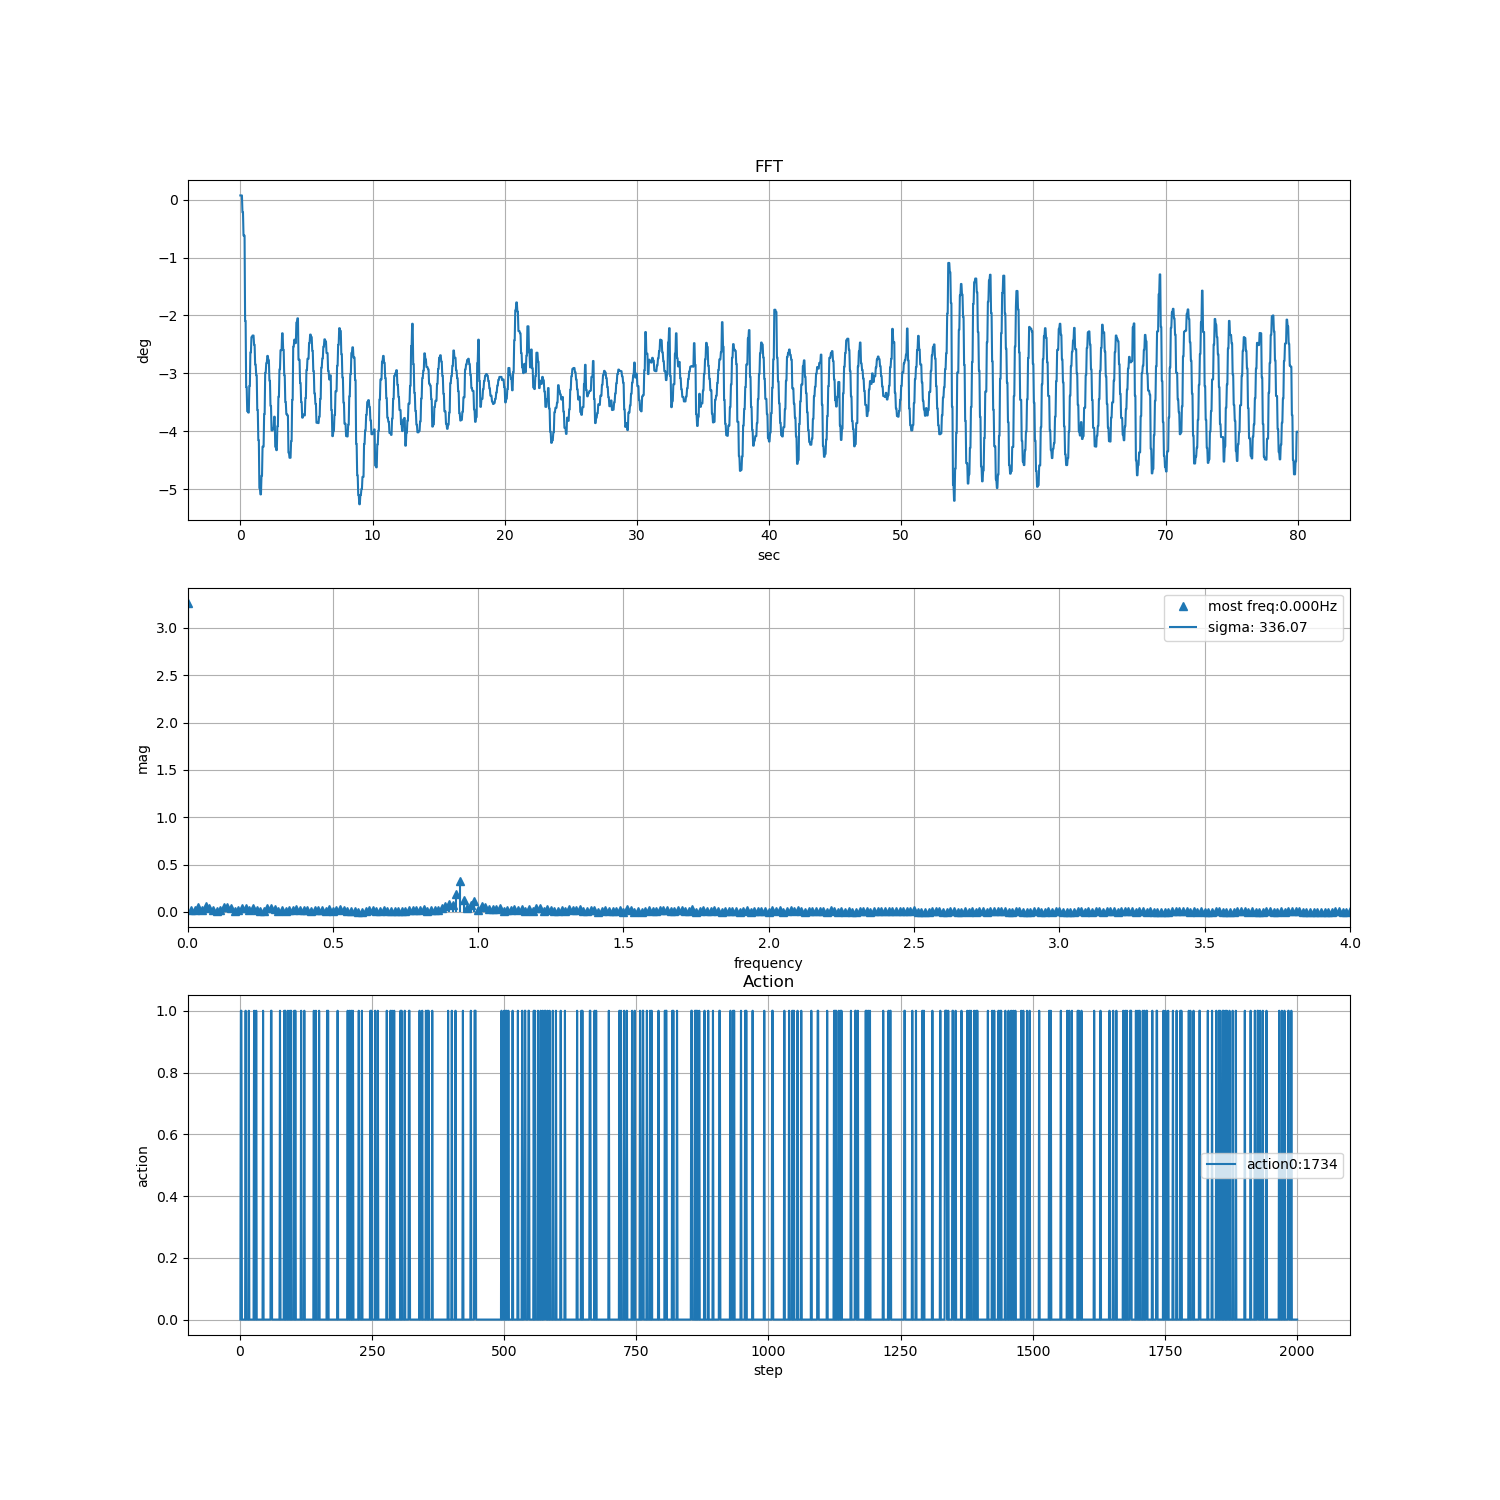 FFT
0
−1
−2
−3
−4
−5
deg
0 10 20 30 40 50 60 70 80
sec
most freq:0.000Hz
sigma: 336.07
3.0
2.5
2.0
1.5
1.0
0.5
0.0
mag
0.0 0.5 1.0 1.5 2.0 2.5 3.0 3.5 4.0
frequency
Action
1.0
0.8
0.6
0.4
0.2
0.0
action
action0:1734
0 250 500 750 1000 1250 1500 1750 2000
step